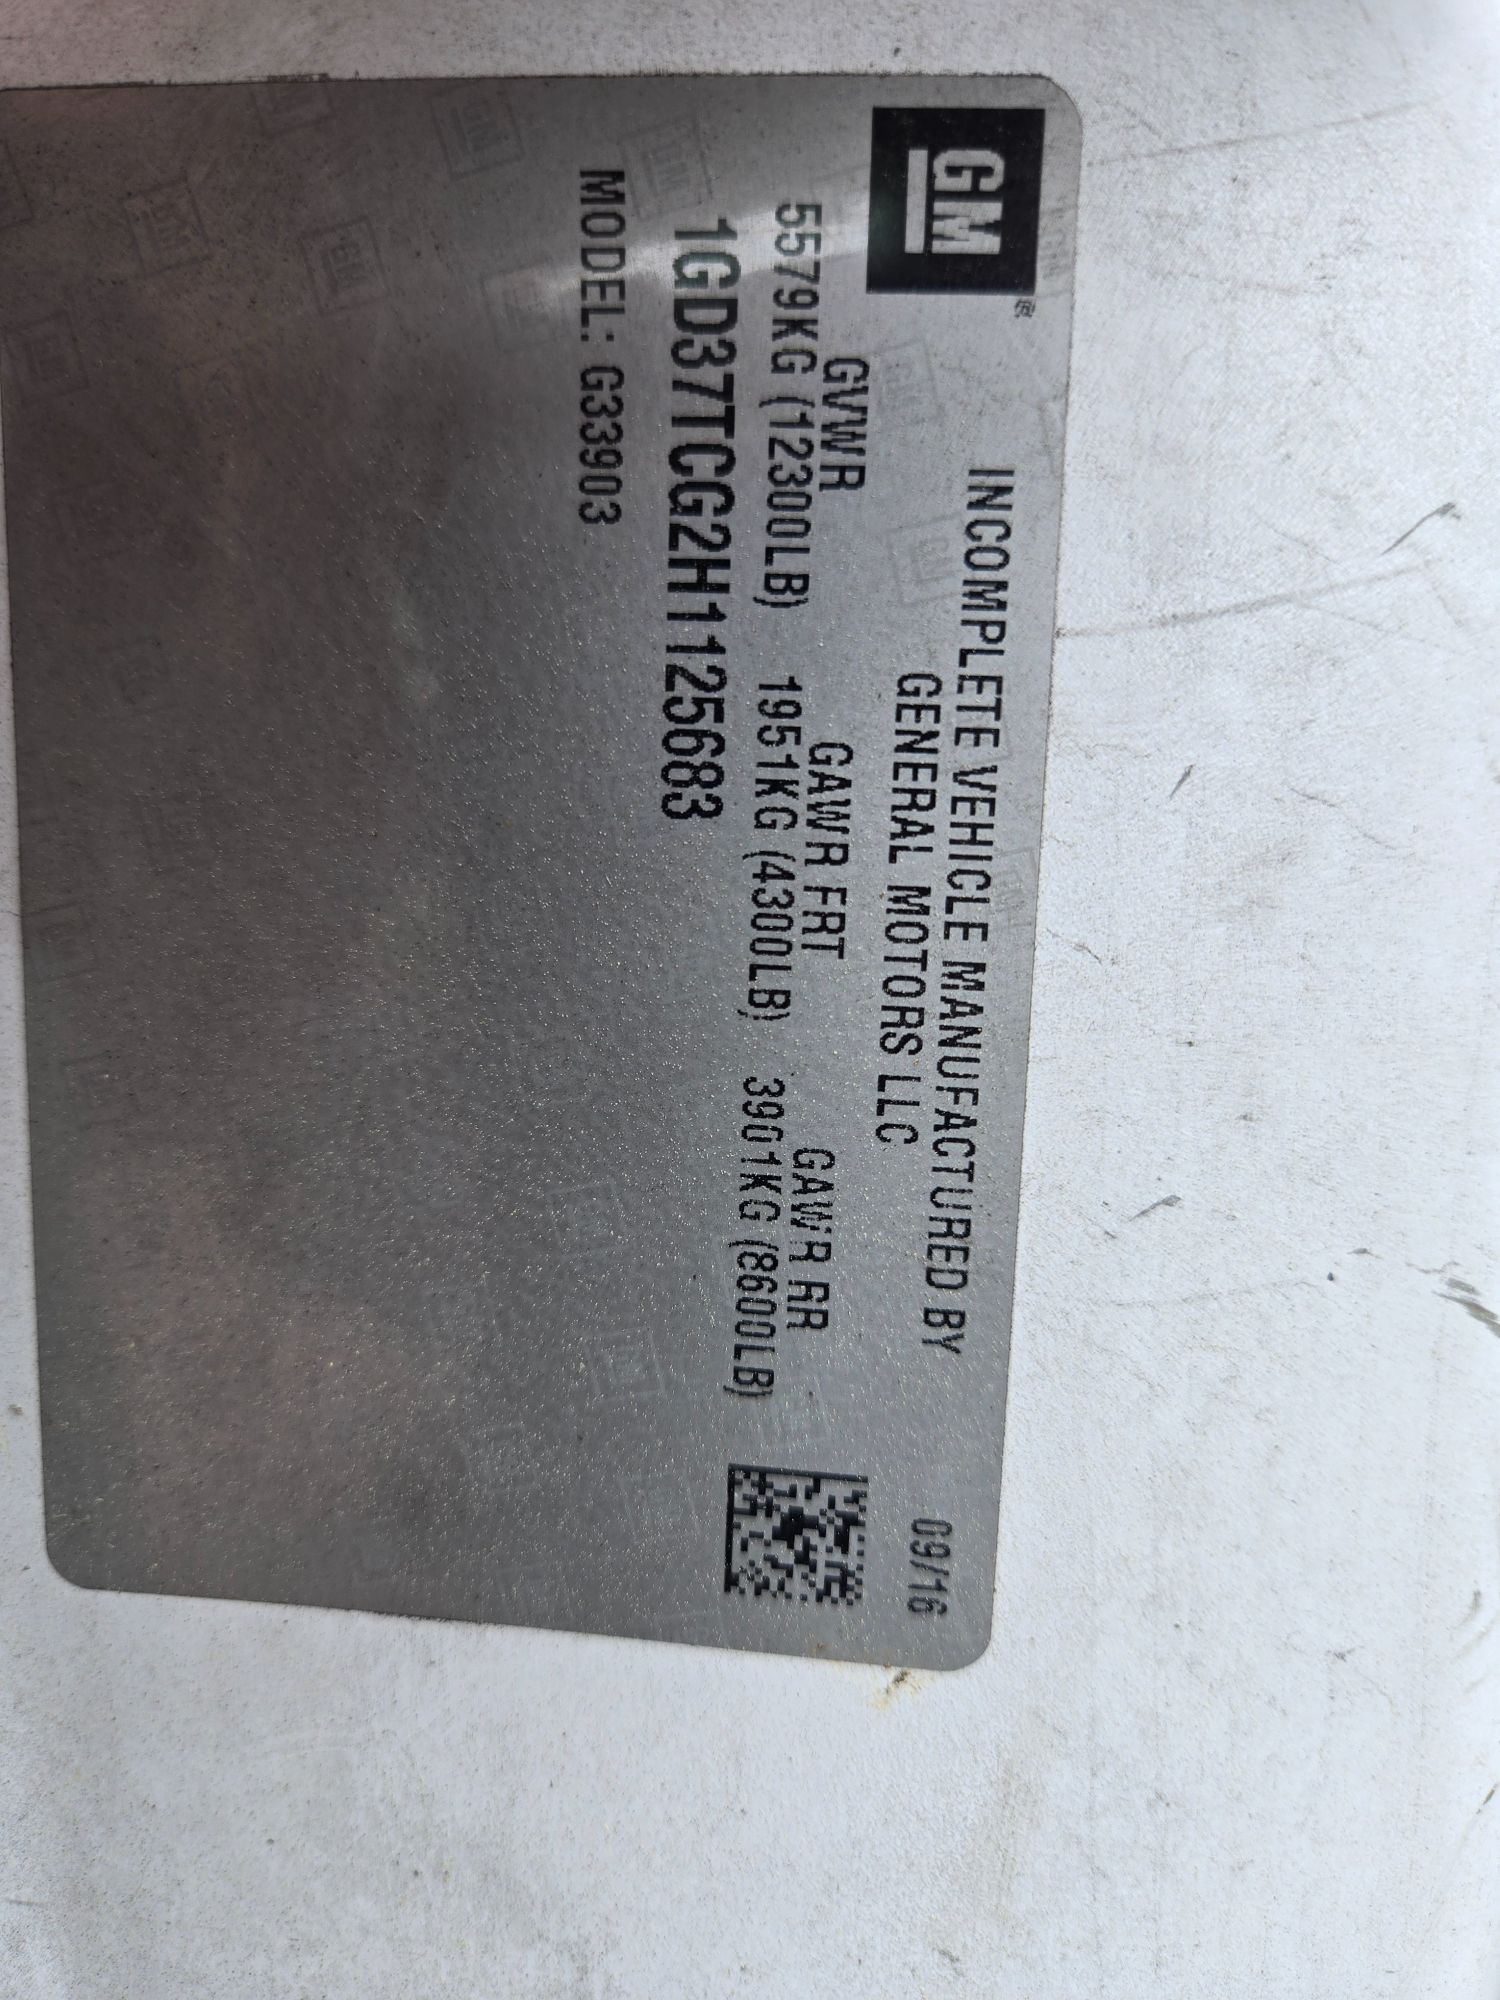 GM®
INCOMPLETE VEHICLE MANUFACTURED BY
GENERAL MOTORS LLC
09/16
GVWR GAWR FRT GAWR RR
5579KG (12300LB) 1951KG (4300LB) 3901KG (8600LB)
1GD37TCG2H1125683
MODEL: G33903